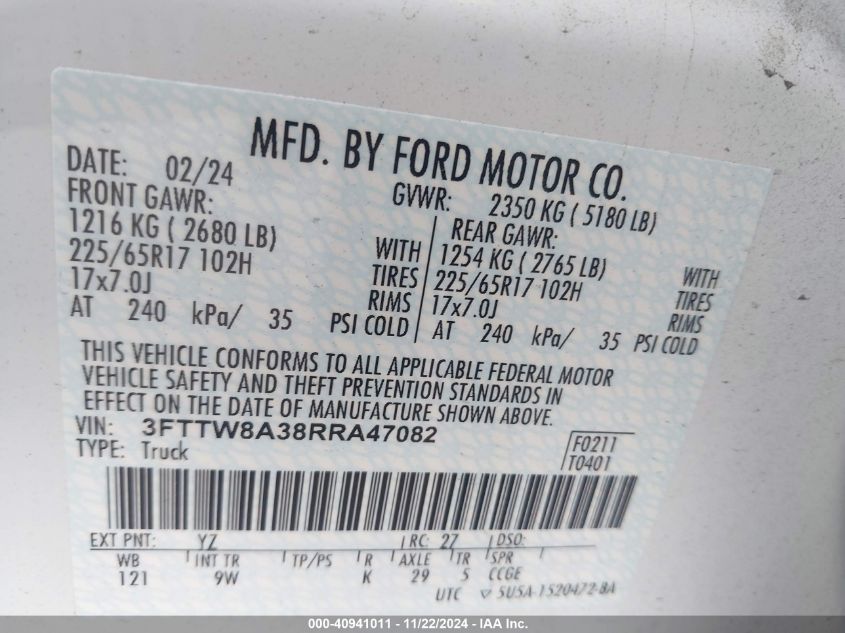 MFD. BY FORD MOTOR CO.
DATE: 02/24 GVWR: 2350 KG ( 5180 LB)
FRONT GAWR: REAR GAWR:
1216 KG ( 2680 LB) WITH 1254 KG ( 2765 LB) WITH
225/65R17 102H TIRES 225/65R17 102H TIRES
17x7.0J RIMS 17x7.0J RIMS
AT 240 kPa/ 35 PSI COLD AT 240 kPa/ 35 PSI COLD
THIS VEHICLE CONFORMS TO ALL APPLICABLE FEDERAL MOTOR
VEHICLE SAFETY AND THEFT PREVENTION STANDARDS IN
EFFECT ON THE DATE OF MANUFACTURE SHOWN ABOVE.
VIN: 3FTTW8A38RRA47082 F0211
TYPE: Truck T0401
EXT PNT: YZ RC: 27 DSO:
WB INT TR TP/PS R AXLE TR SPR
121 9W K 29 5 CCGE
UTC 5U5A-1520472-BA
000-40941011 - 11/22/2024 - IAA Inc.